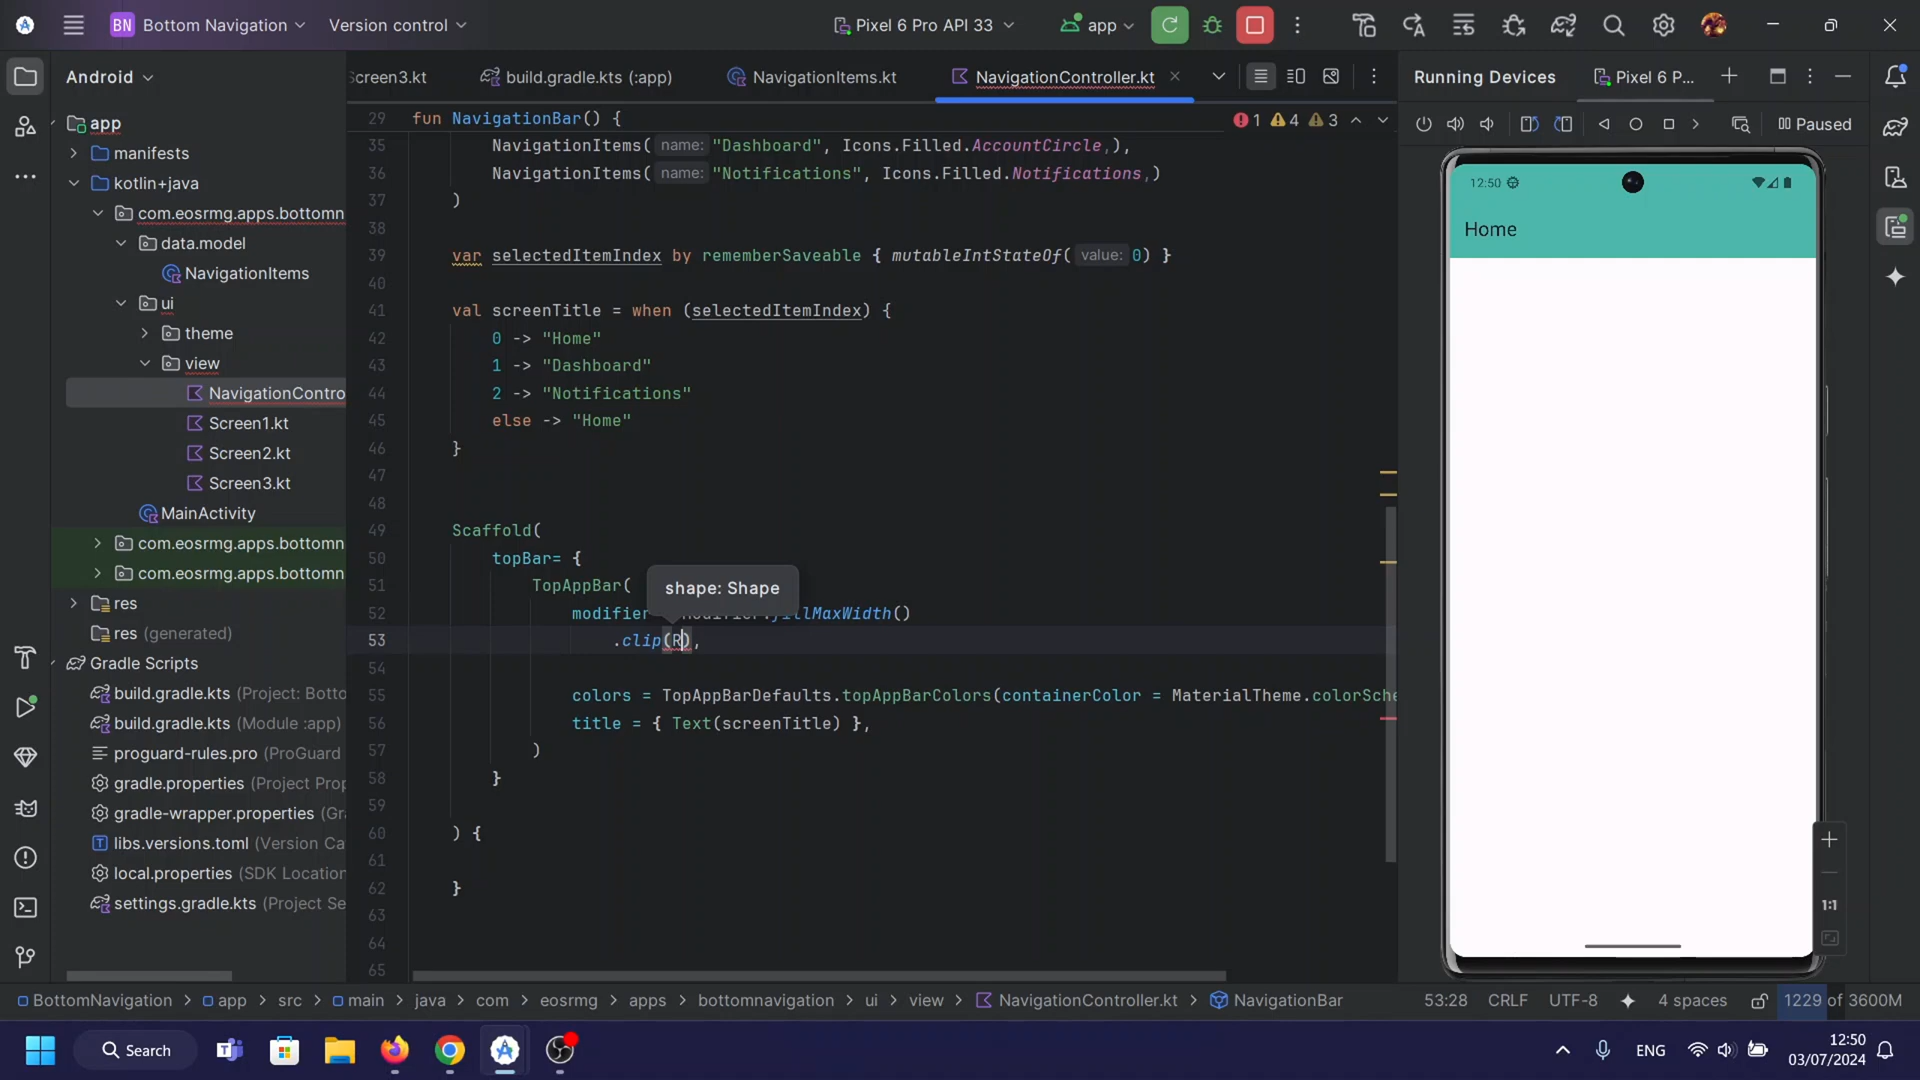 BN Bottom Navigation
Version control
Pixel 6 Pro API 33
app
Android
Screen3.kt
build.gradle.kts (:app)
NavigationItems.kt
NavigationController.kt
Running Devices
Pixel 6 P...
app
manifests
kotlin+java
com.eosrmg.apps.bottomn
data.model
NavigationItems
ui
theme
view
NavigationContro
Screen1.kt
Screen2.kt
Screen3.kt
MainActivity
com.eosrmg.apps.bottomn
com.eosrmg.apps.bottomn
res
res (generated)
Gradle Scripts
build.gradle.kts (Project: Botto
build.gradle.kts (Module :app)
proguard-rules.pro (ProGuard
gradle.properties (Project Prop
gradle-wrapper.properties (Gr
libs.versions.toml (Version Ca
local.properties (SDK Location
settings.gradle.kts (Project Se
29 fun NavigationBar() {
1 4 3
35 NavigationItems( name: "Dashboard", Icons.Filled.AccountCircle,),
36 NavigationItems( name: "Notifications", Icons.Filled.Notifications,)
37 )
38
39 var selectedItemIndex by rememberSaveable { mutableIntStateOf( value: 0) }
40
41 val screenTitle = when (selectedItemIndex) {
42 0 -> "Home"
43 1 -> "Dashboard"
44 2 -> "Notifications"
45 else -> "Home"
46 }
47
48
49 Scaffold(
50 topBar= {
51 TopAppBar(
shape: Shape
52 modifier = Modifier.fillMaxWidth()
53 .clip(R),
54
55 colors = TopAppBarDefaults.topAppBarColors(containerColor = MaterialTheme.colorSche
56 title = { Text(screenTitle) },
57 )
58 }
59
60 ) {
61
62 }
63
64
65
Paused
12:50
Home
1:1
BottomNavigation > app > src > main > java > com > eosrmg > apps > bottomnavigation > ui > view > NavigationController.kt > NavigationBar
53:28 CRLF UTF-8 4 spaces 1229 of 3600M
Search
ENG
12:50
03/07/2024